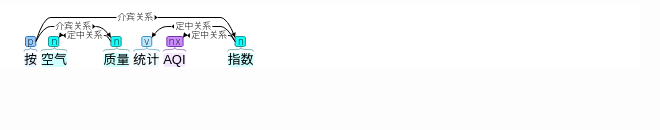 介宾关系
介宾关系 定中关系
定中关系 定中关系
p n n v nx n
按 空气 质量 统计 AQI 指数